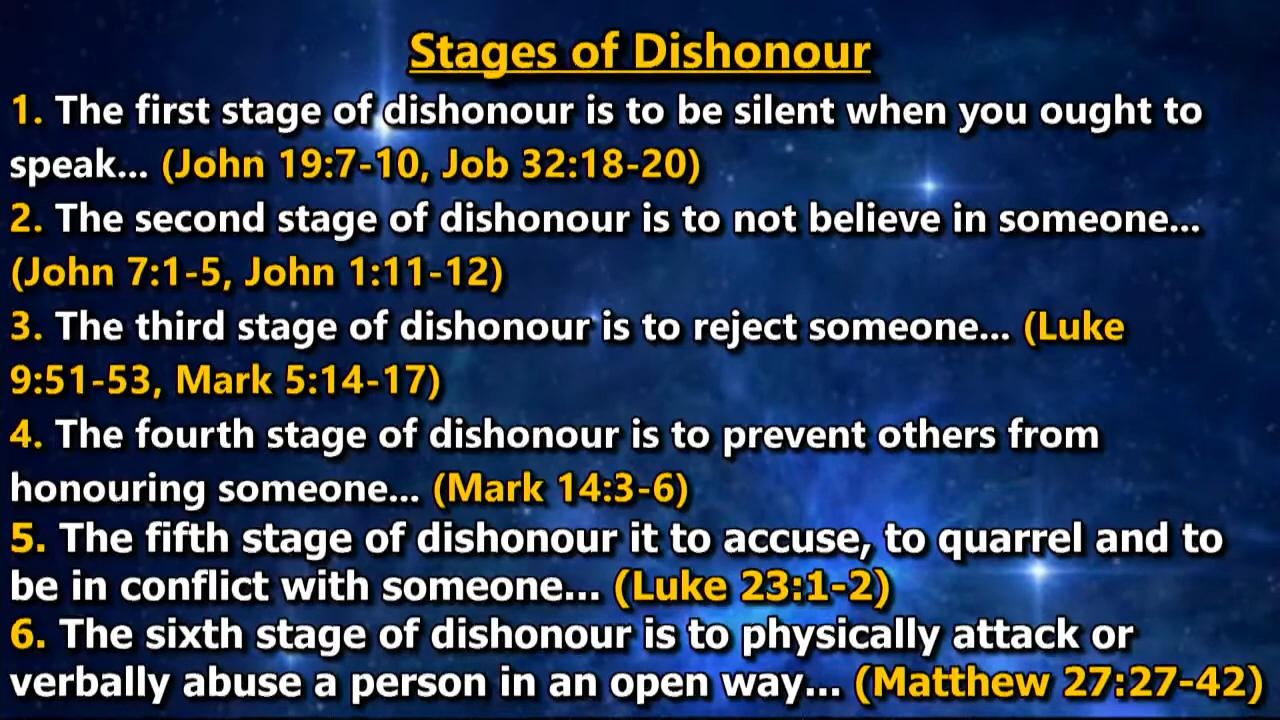 Stages of Dishonour
1. The first stage of dishonour is to be silent when you ought to
speak... (John 19:7-10, Job 32:18-20)
2. The second stage of dishonour is to not believe in someone...
(John 7:1-5, John 1:11-12)
3. The third stage of dishonour is to reject someone... (Luke
9:51-53, Mark 5:14-17)
4. The fourth stage of dishonour is to prevent others from
honouring someone... (Mark 14:3-6)
5. The fifth stage of dishonour it to accuse, to quarrel and to
be in conflict with someone... (Luke 23:1-2)
6. The sixth stage of dishonour is to physically attack or
verbally abuse a person in an open way... (Matthew 27:27-42)